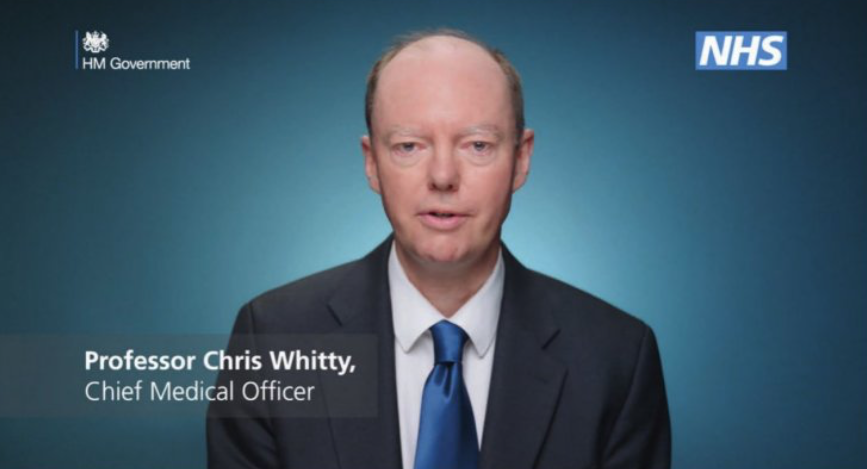 HM Government
NHS
Professor Chris Whitty,
Chief Medical Officer